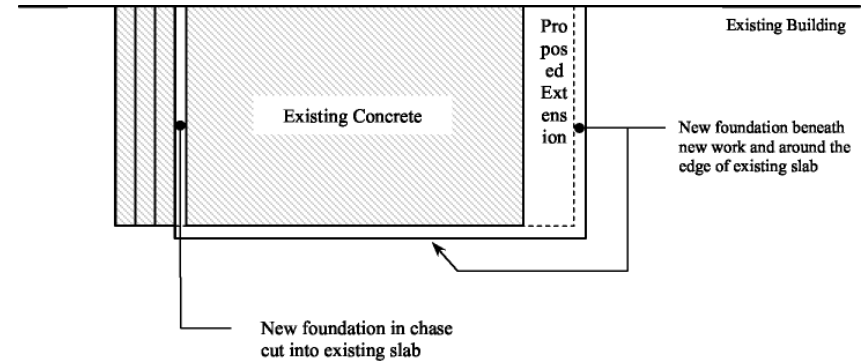 Existing Building
Pro
pos
ed
Ext
ens
ion
Existing Concrete
New foundation beneath
new work and around the
edge of existing slab
New foundation in chase
cut into existing slab